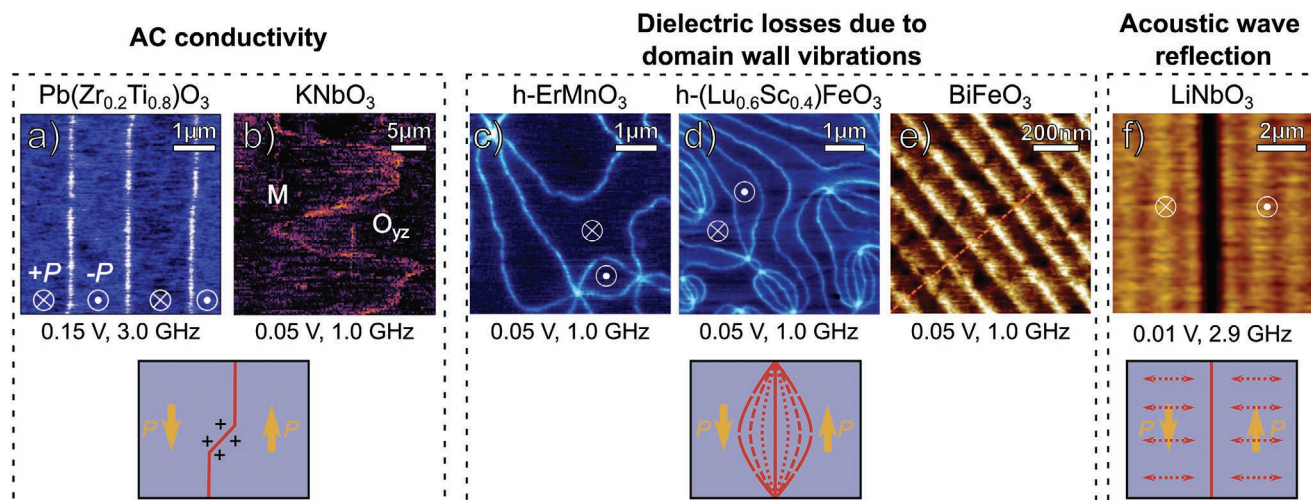 AC conductivity
Dielectric losses due to
domain wall vibrations
Acoustic wave
reflection
Pb(Zr₀.₂Ti₀.₈)O₃
KNbO₃
h-ErMnO₃
h-(Lu₀.₆Sc₀.₄)FeO₃
BiFeO₃
LiNbO₃
a)
1μm
b)
5μm
c)
1μm
d)
1μm
e)
200nm
f)
2μm
M
O_yz
+P
-P
0.15 V, 3.0 GHz
0.05 V, 1.0 GHz
0.05 V, 1.0 GHz
0.05 V, 1.0 GHz
0.05 V, 1.0 GHz
0.01 V, 2.9 GHz
P
+
+
+
+
P
P
P
P
P